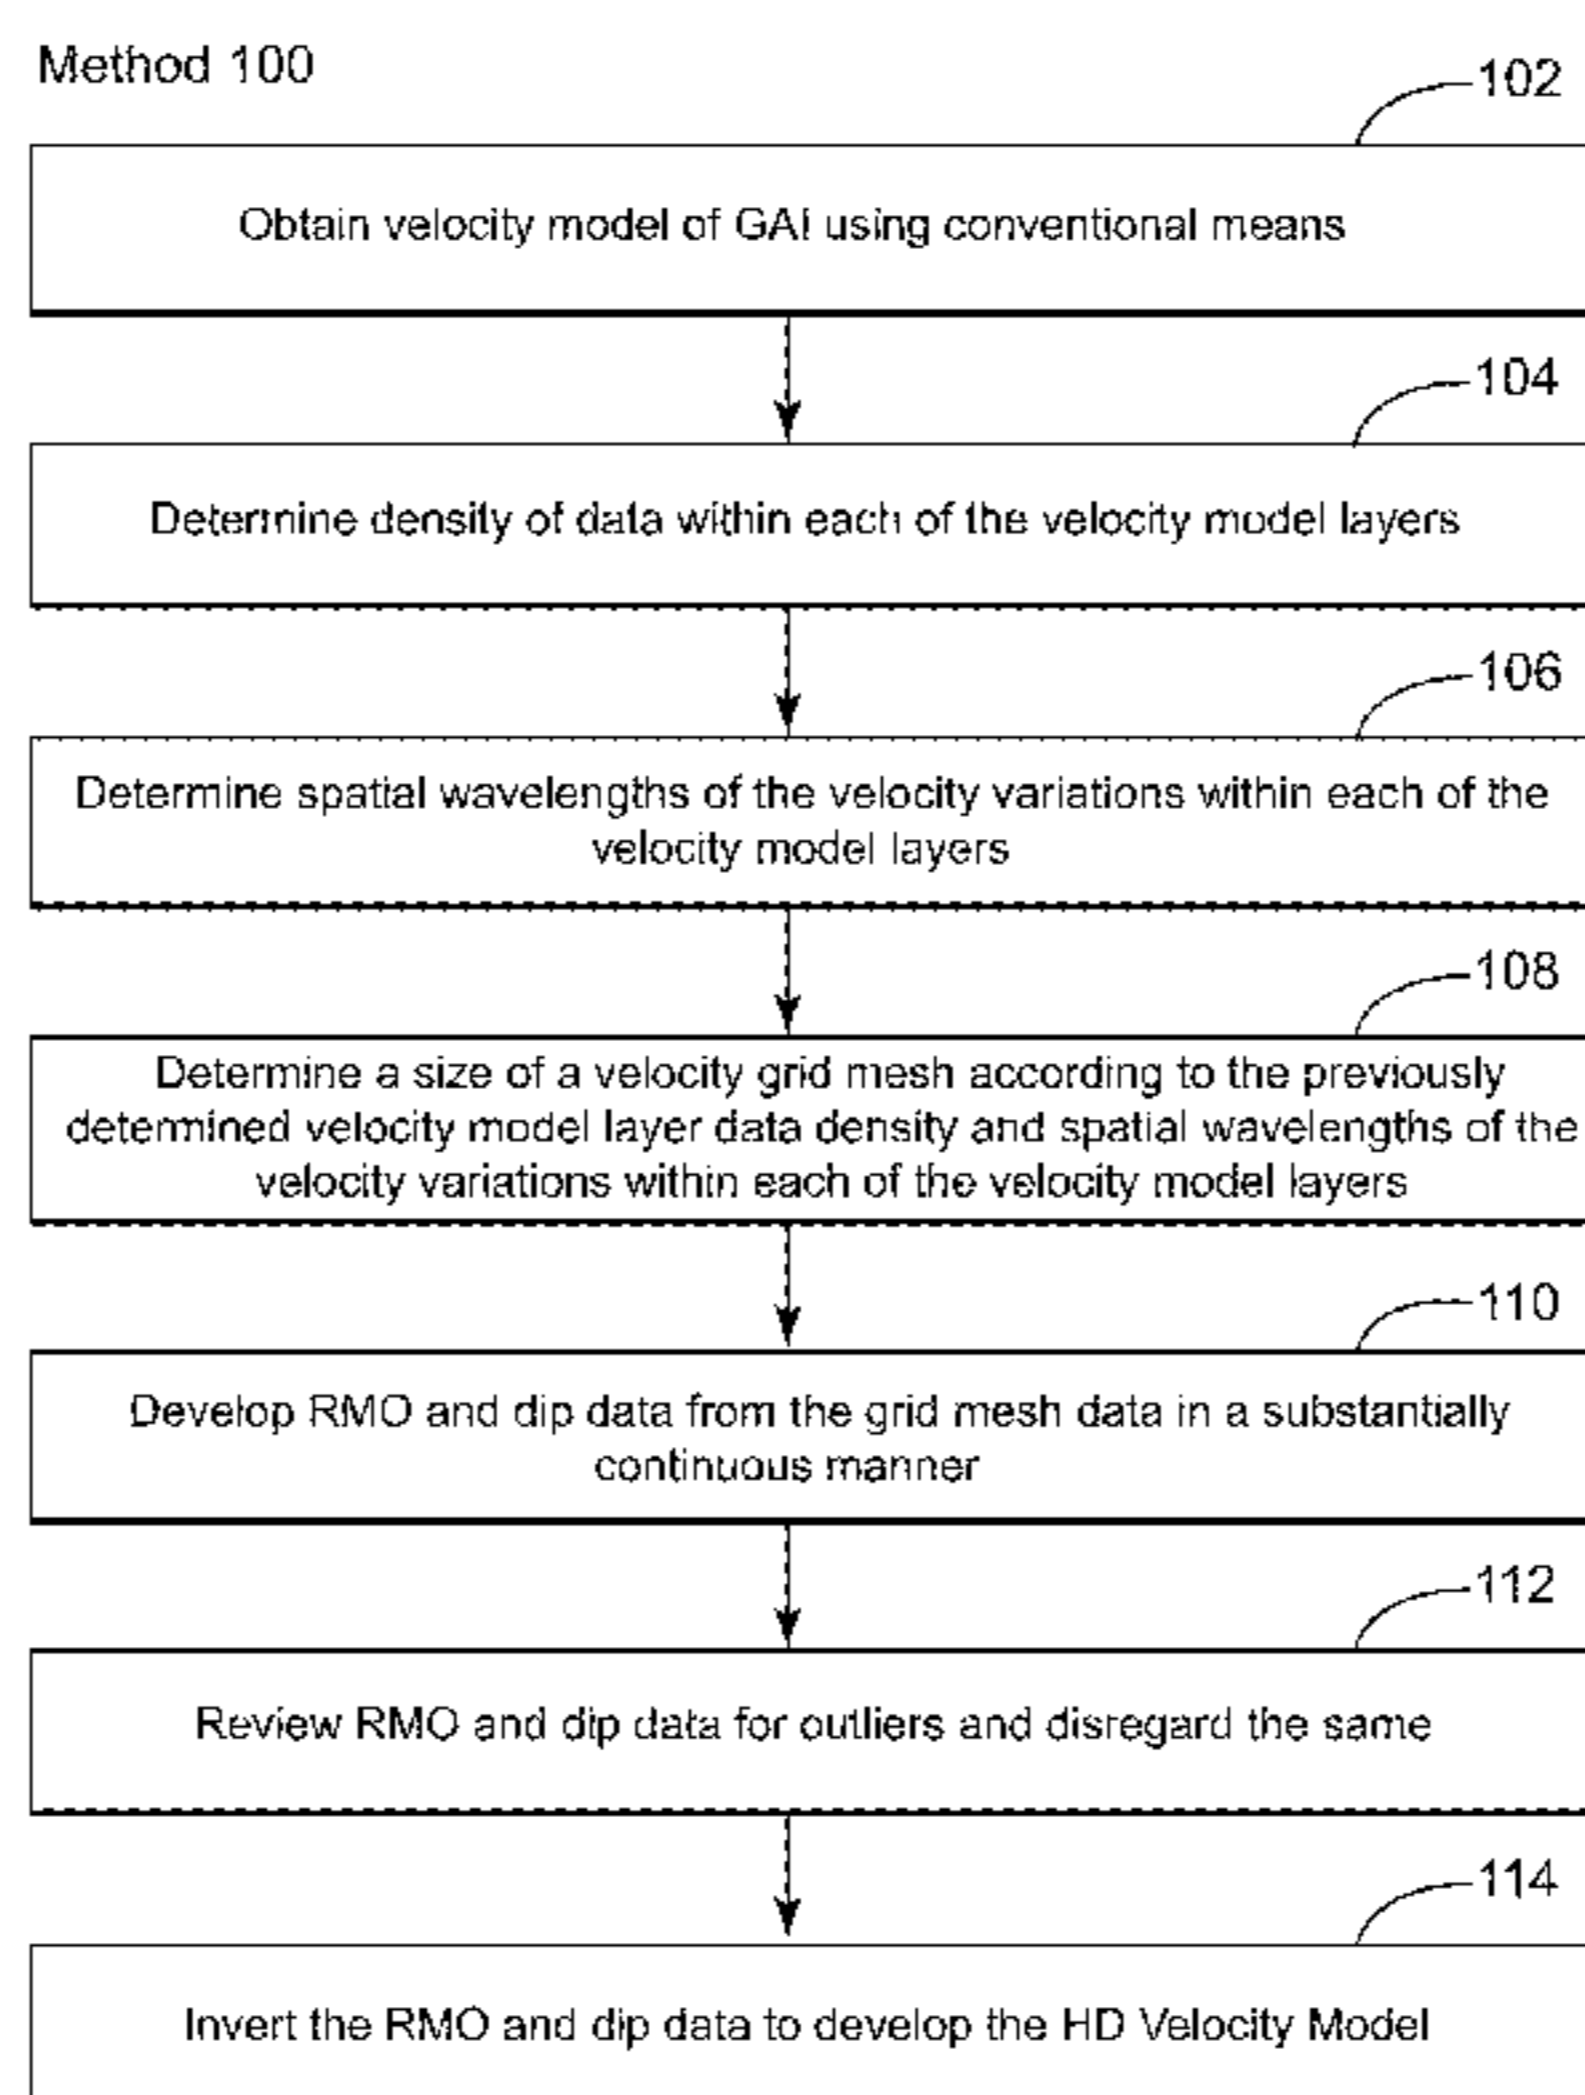 Method 100
102
Obtain velocity model of GAI using conventional means
104
Determine density of data within each of the velocity model layers
106
Determine spatial wavelengths of the velocity variations within each of the
velocity model layers
108
Determine a size of a velocity grid mesh according to the previously
determined velocity model layer data density and spatial wavelengths of the
velocity variations within each of the velocity model layers
110
Develop RMO and dip data from the grid mesh data in a substantially
continuous manner
112
Review RMO and dip data for outliers and disregard the same
114
Invert the RMO and dip data to develop the HD Velocity Model